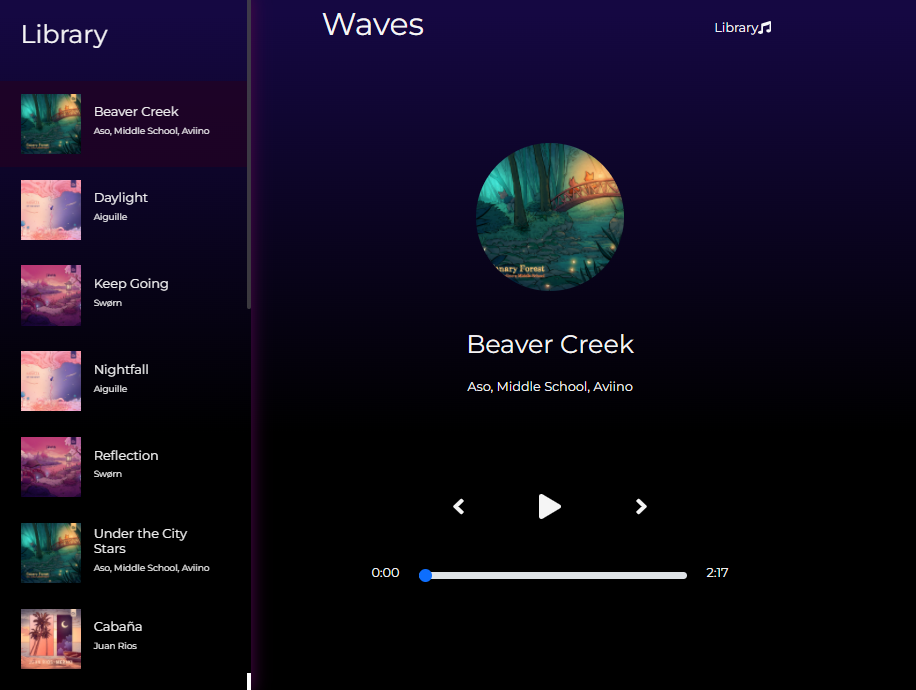 Library
Beaver Creek
Aso, Middle School, Aviino
Daylight
Aiguille
Keep Going
Swørn
Nightfall
Aiguille
Reflection
Swørn
Under the City
Stars
Aso, Middle School, Aviino
Cabaña
Juan Rios
Waves
Library
nary Forest
Beaver Creek
Aso, Middle School, Aviino
0:00
2:17